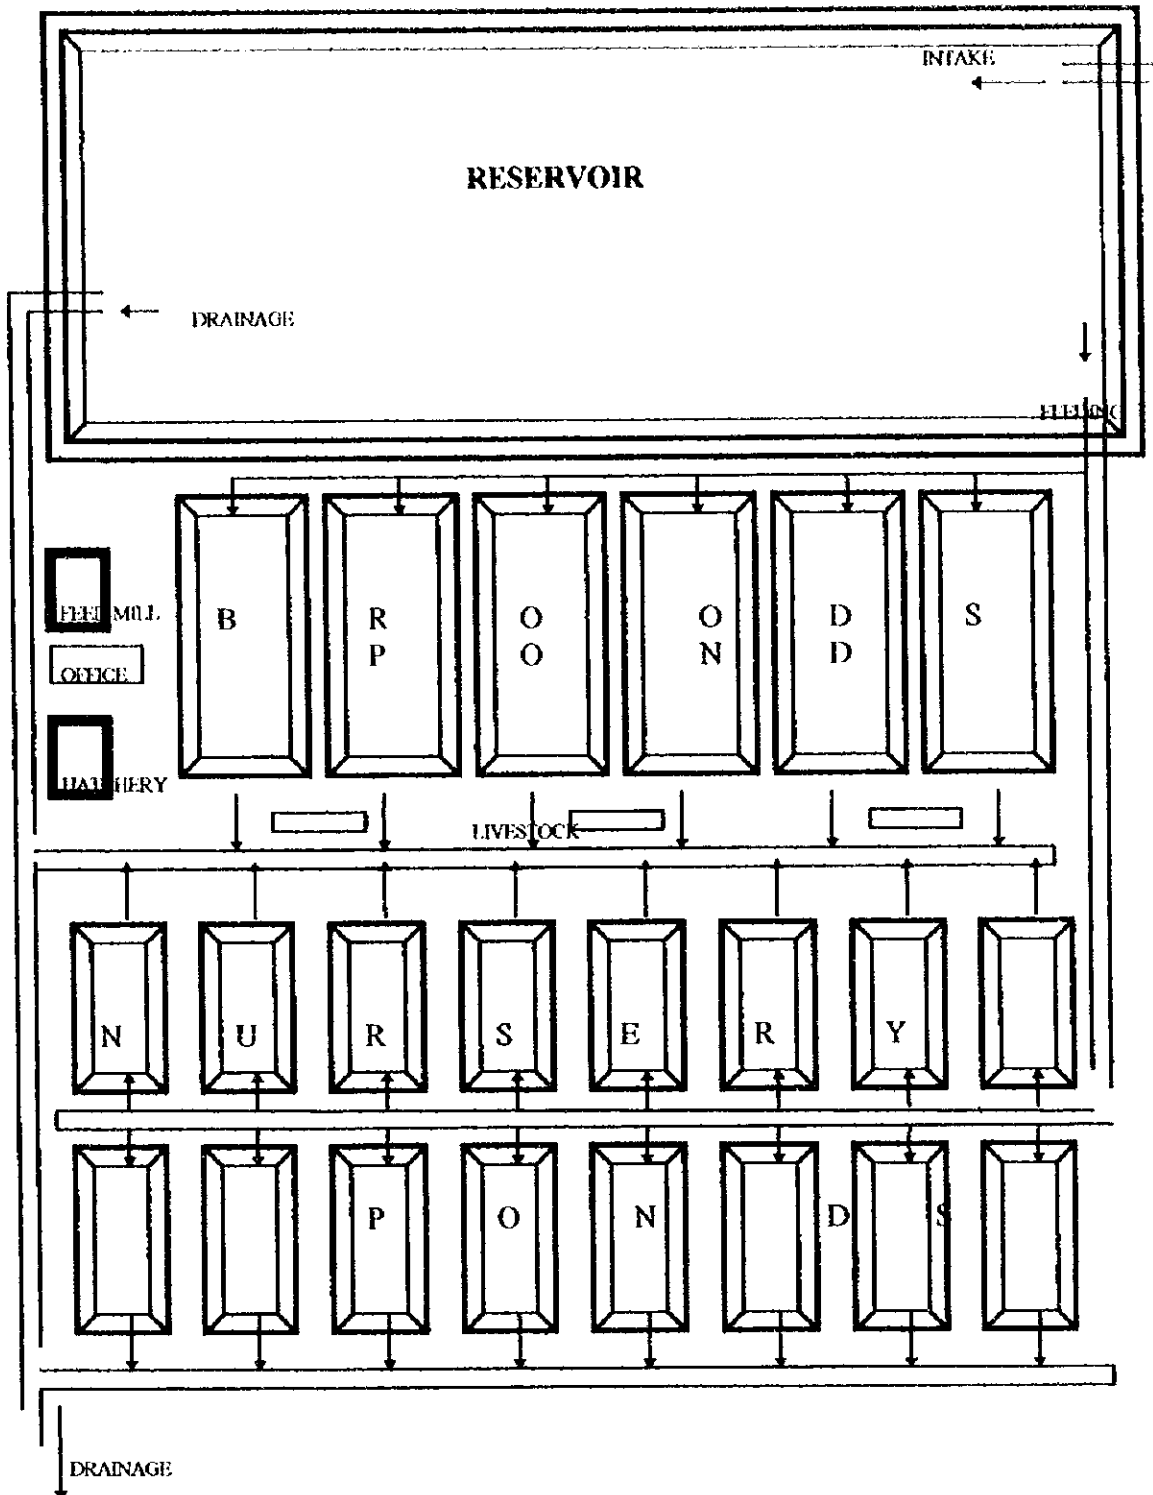 INTAKE
RESERVOIR
DRAINAGE
FEEDING
B R O O D S
P O N D
FEED MILL
OFFICE
HATCHERY
LIVESTOCK
N U R S E R Y
P O N D S
DRAINAGE